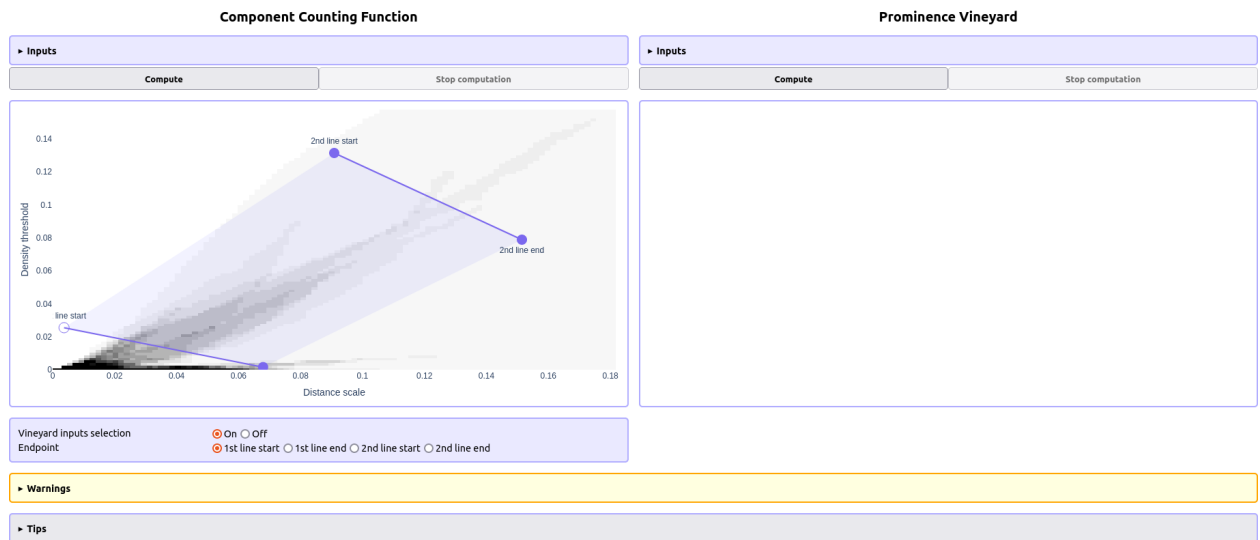 Component Counting Function
Prominence Vineyard
▸ Inputs
▸ Inputs
Compute
Stop computation
Compute
Stop computation
0.14
0.12
0.1
0.08
0.06
0.04
0.02
0
Density threshold
2nd line start
2nd line end
line start
0
0.02
0.04
0.06
0.08
0.1
0.12
0.14
0.16
0.18
Distance scale
Vineyard inputs selection
On
Off
Endpoint
1st line start
1st line end
2nd line start
2nd line end
▸ Warnings
▸ Tips